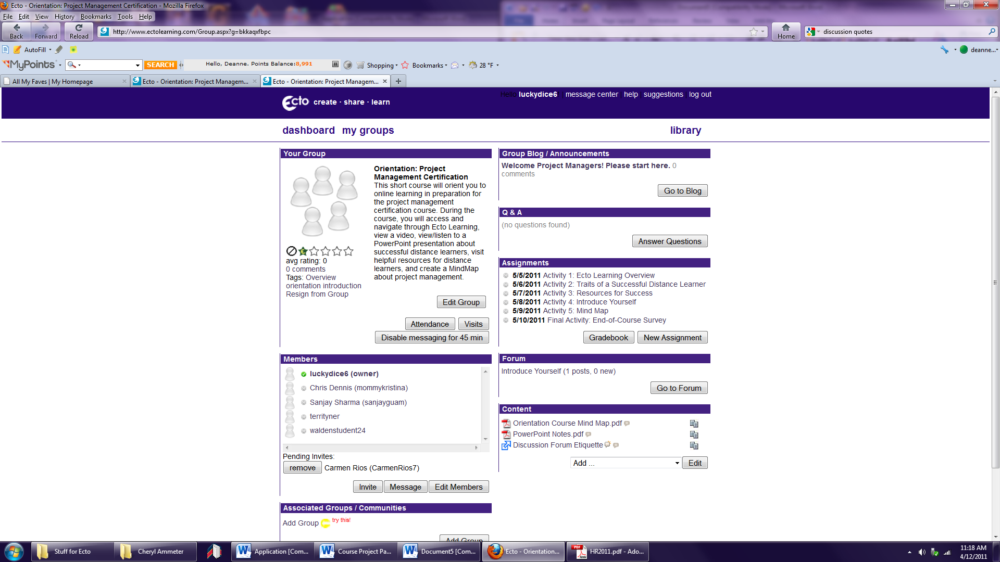 Ecto - Orientation: Project Management Certification - Mozilla Firefox
File Edit View History Bookmarks Tools Help
Back Forward Reload http://www.ectolearning.com/Group.aspx?g=bkkaqxfbpc Home discussion quotes
AutoFill deanne...
MyPoints SEARCH Hello, Deanne. Points Balance:8,991 Shopping Bookmarks 28 °F
All My Faves | My Homepage Ecto - Orientation: Project Managem... Ecto - Orientation: Project Managem...
Hello luckydice6 | message center | help | suggestions | log out
Ecto create · share · learn
dashboard my groups library
Your Group
Orientation: Project
Management Certification
This short course will orient you to
online learning in preparation for
the project management
certification course. During the
course, you will access and
navigate through Ecto Learning,
view a video, view/listen to a
PowerPoint presentation about
successful distance learners, visit
helpful resources for distance
learners, and create a MindMap
about project management.
avg rating: 0
0 comments
Tags: Overview
orientation introduction
Resign from Group
Edit Group
Attendance Visits
Disable messaging for 45 min
Members
luckydice6 (owner)
Chris Dennis (mommykristina)
Sanjay Sharma (sanjayguam)
territyner
waldenstudent24
Pending Invites:
remove Carmen Rios (CarmenRios7)
Invite Message Edit Members
Associated Groups / Communities
Add Group try this!
Add Group
Group Blog / Announcements
Welcome Project Managers! Please start here. 0
comments
Go to Blog
Q & A
(no questions found)
Answer Questions
Assignments
5/5/2011 Activity 1: Ecto Learning Overview
5/6/2011 Activity 2: Traits of a Successful Distance Learner
5/7/2011 Activity 3: Resources for Success
5/8/2011 Activity 4: Introduce Yourself
5/9/2011 Activity 5: Mind Map
5/10/2011 Final Activity: End-of-Course Survey
Gradebook New Assignment
Forum
Introduce Yourself (1 posts, 0 new)
Go to Forum
Content
Orientation Course Mind Map.pdf
PowerPoint Notes.pdf
Discussion Forum Etiquette
Add ... Edit
Stuff for Ecto Cheryl Ammeter Application [Com... Course Project Pa... Document5 [Com... Ecto - Orientation... HR2011.pdf - Ado...
11:18 AM
4/12/2011